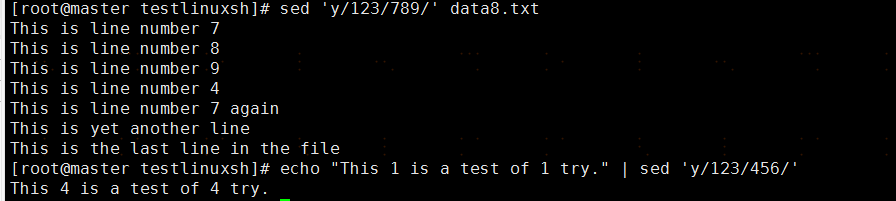 [root@master testlinuxsh]# sed 'y/123/789/' data8.txt
This is line number 7
This is line number 8
This is line number 9
This is line number 4
This is line number 7 again
This is yet another line
This is the last line in the file
[root@master testlinuxsh]# echo "This 1 is a test of 1 try." | sed 'y/123/456/'
This 4 is a test of 4 try.